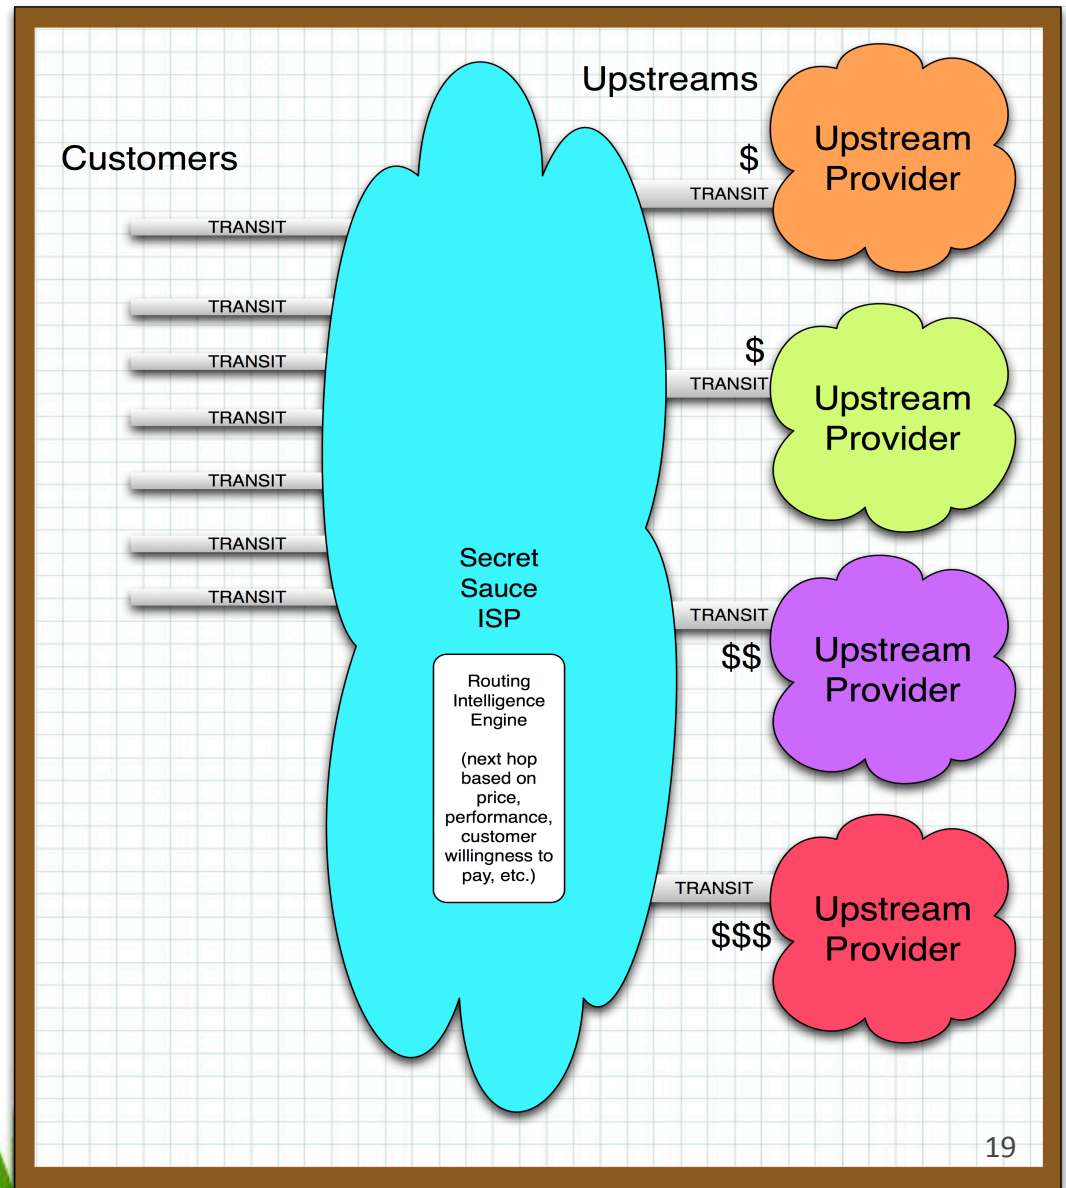 Customers
TRANSIT
TRANSIT
TRANSIT
TRANSIT
TRANSIT
TRANSIT
TRANSIT
Secret
Sauce
ISP
Routing
Intelligence
Engine
(next hop
based on
price,
performance,
customer
willingness to
pay, etc.)
Upstreams
$
TRANSIT
Upstream
Provider
$
TRANSIT
Upstream
Provider
TRANSIT
$$
Upstream
Provider
TRANSIT
$$$
Upstream
Provider
19